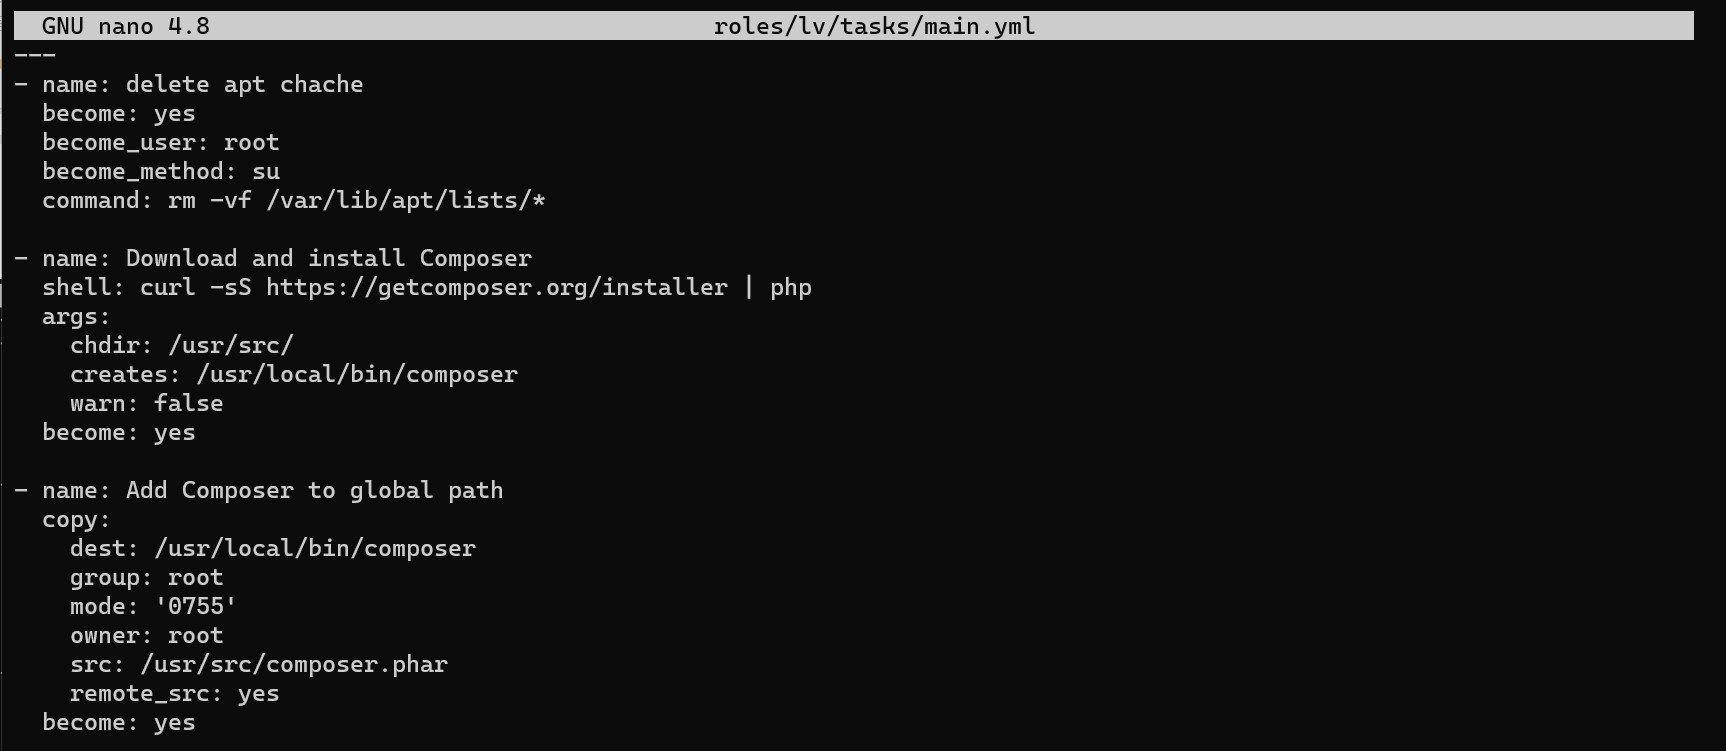 GNU nano 4.8 roles/lv/tasks/main.yml
---
- name: delete apt chache
  become: yes
  become_user: root
  become_method: su
  command: rm -vf /var/lib/apt/lists/*

- name: Download and install Composer
  shell: curl -sS https://getcomposer.org/installer | php
  args:
    chdir: /usr/src/
    creates: /usr/local/bin/composer
    warn: false
  become: yes

- name: Add Composer to global path
  copy:
    dest: /usr/local/bin/composer
    group: root
    mode: '0755'
    owner: root
    src: /usr/src/composer.phar
    remote_src: yes
  become: yes